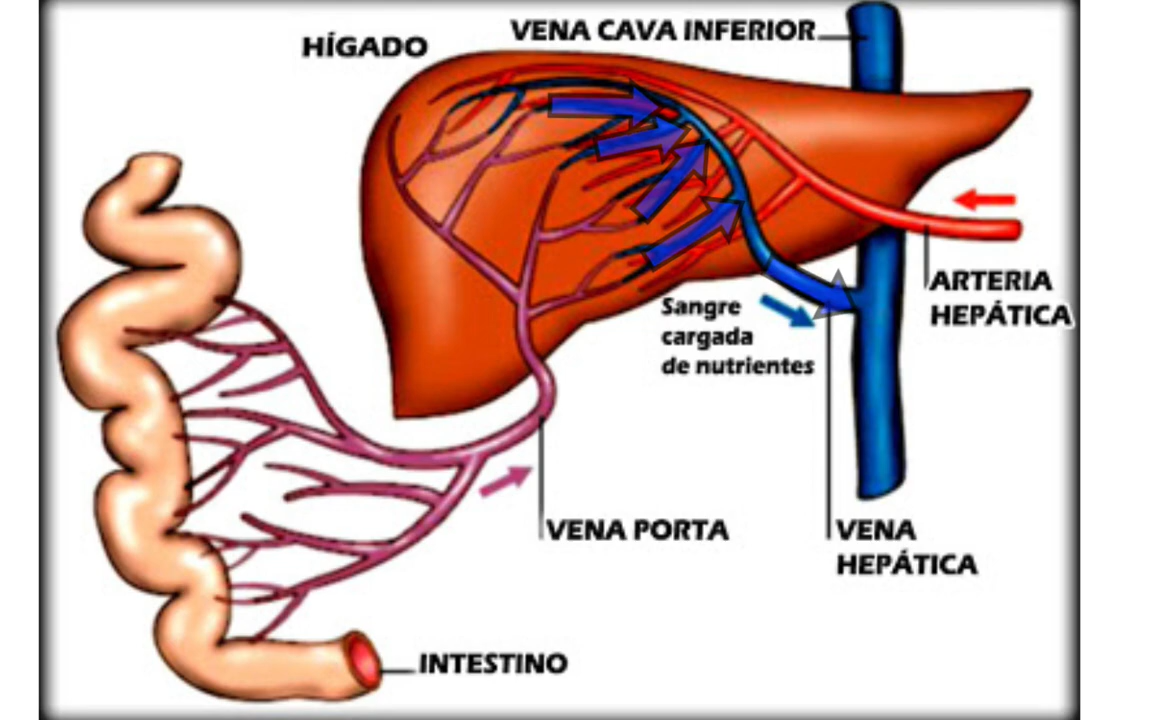 VENA CAVA INFERIOR
HÍGADO
ARTERIA
HEPÁTICA
Sangre
cargada
de nutrientes
VENA PORTA
VENA
HEPÁTICA
INTESTINO